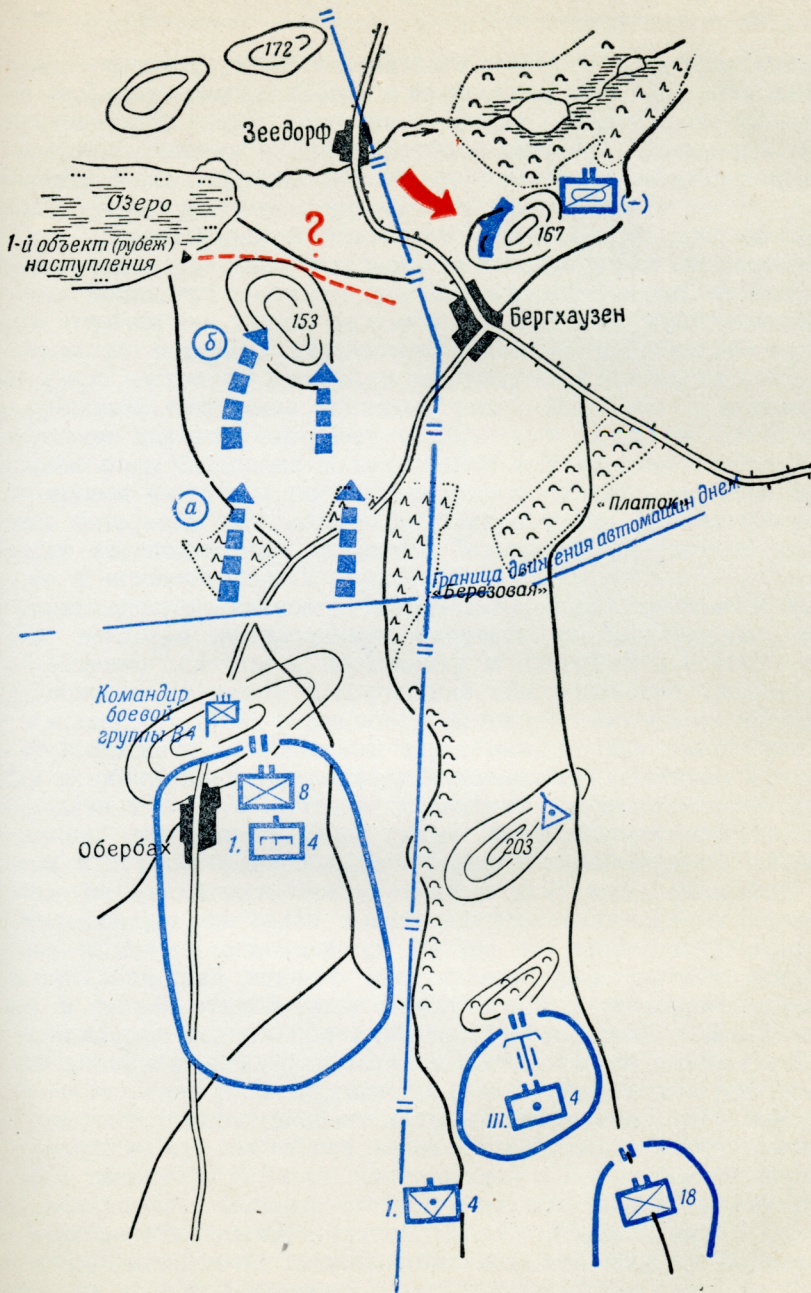 172
Зеедорф
Озеро
1-й объект (рубеж)
наступления
?
(-)
167
153
Бергхаузен
б
а
«Платок»
Граница движения автомашин днем
«Березовая»
Командир
боевой
группы В4
8
1.
4
Обербах
203
III.
4
1.
4
18